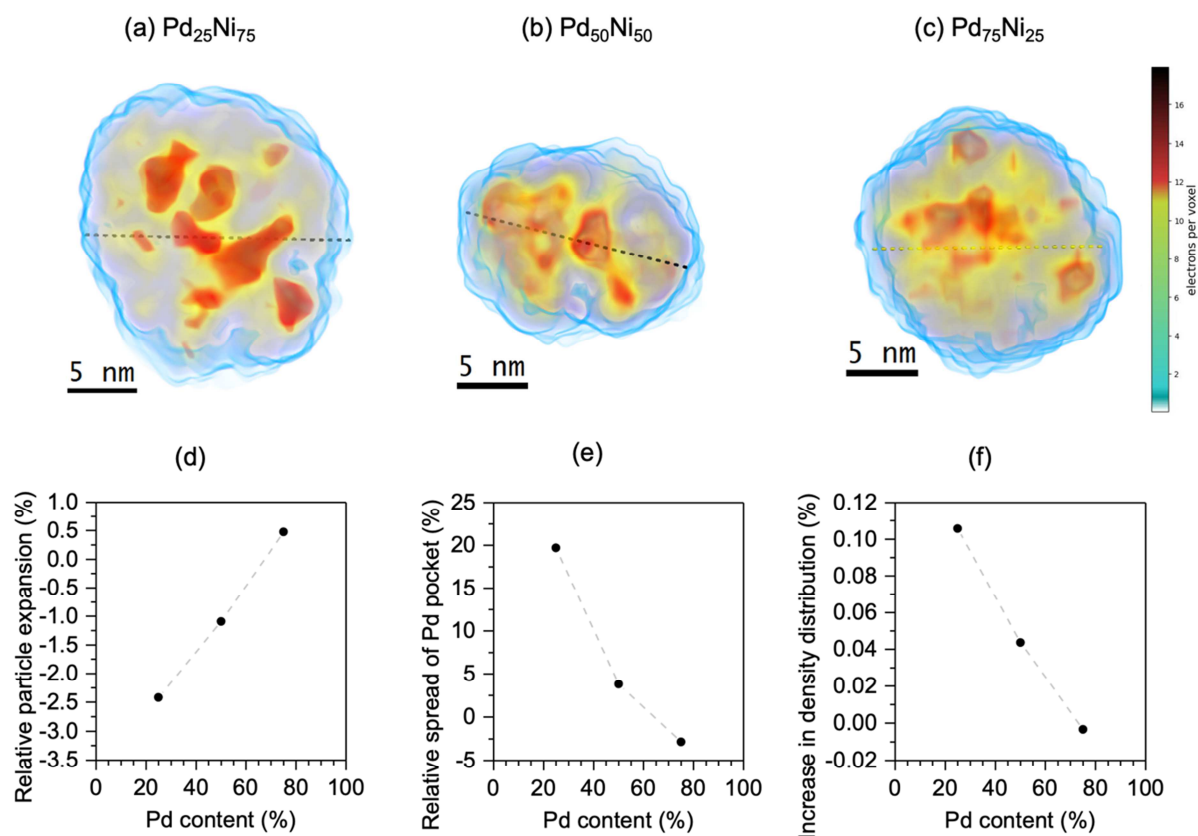 (a) Pd₂₅Ni₇₅
(b) Pd₅₀Ni₅₀
(c) Pd₇₅Ni₂₅
5 nm
5 nm
5 nm
16
14
12
10
8
6
4
2
electrons per voxel
(d)
Relative particle expansion (%)
1.0
0.5
0.0
-0.5
-1.0
-1.5
-2.0
-2.5
-3.0
-3.5
0 20 40 60 80 100
Pd content (%)
(e)
Relative spread of Pd pocket (%)
25
20
15
10
5
0
-5
0 20 40 60 80 100
Pd content (%)
(f)
Increase in density distribution (%)
0.12
0.10
0.08
0.06
0.04
0.02
0.00
-0.02
0 20 40 60 80 100
Pd content (%)